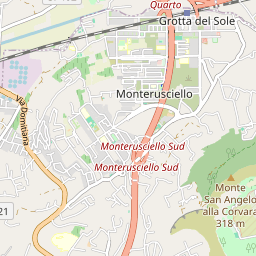 Quarto
Grotta del Sole
Monterusciello
Via Domitiana
Monterusciello Sud
Monterusciello Sud
Monte
San Angelo
alla Corvara
318 m
21